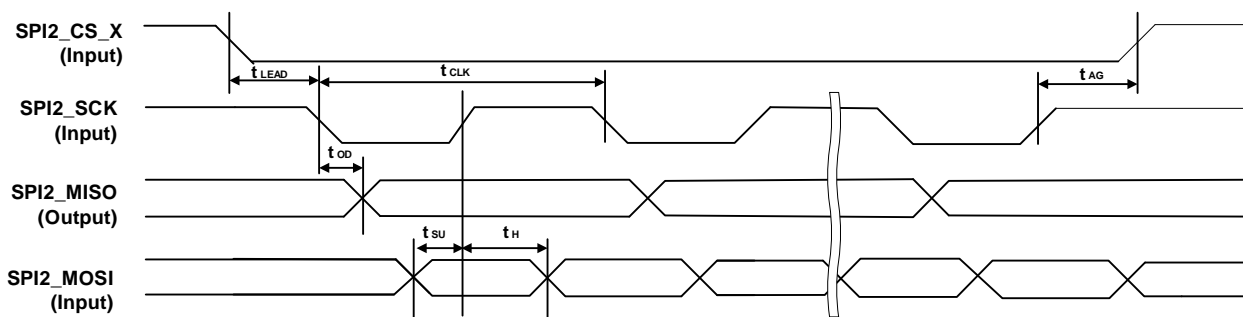 SPI2_CS_X
(Input)
t LEAD
t CLK
t AG
SPI2_SCK
(Input)
t OD
SPI2_MISO
(Output)
t SU
t H
SPI2_MOSI
(Input)